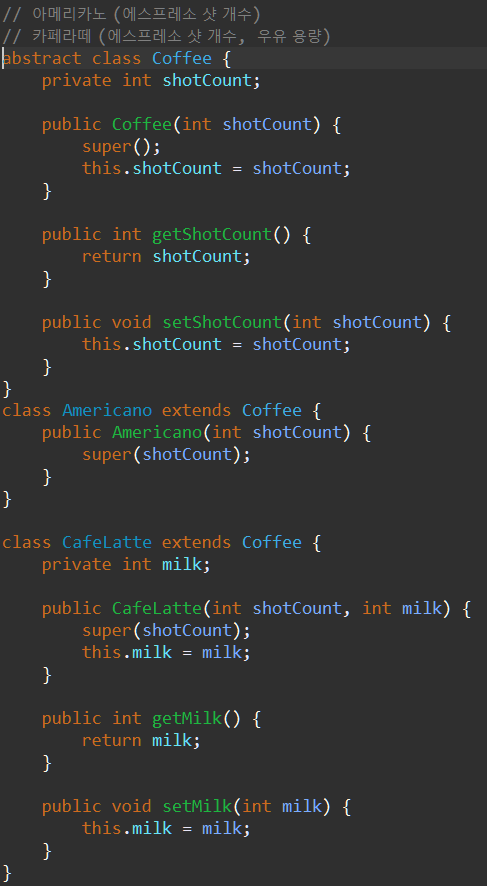 // 아메리카노 (에스프레소 샷 개수)
// 카페라떼 (에스프레소 샷 개수, 우유 용량)
abstract class Coffee {
    private int shotCount;

    public Coffee(int shotCount) {
        super();
        this.shotCount = shotCount;
    }

    public int getShotCount() {
        return shotCount;
    }

    public void setShotCount(int shotCount) {
        this.shotCount = shotCount;
    }
}
class Americano extends Coffee {
    public Americano(int shotCount) {
        super(shotCount);
    }
}

class CafeLatte extends Coffee {
    private int milk;

    public CafeLatte(int shotCount, int milk) {
        super(shotCount);
        this.milk = milk;
    }

    public int getMilk() {
        return milk;
    }

    public void setMilk(int milk) {
        this.milk = milk;
    }
}